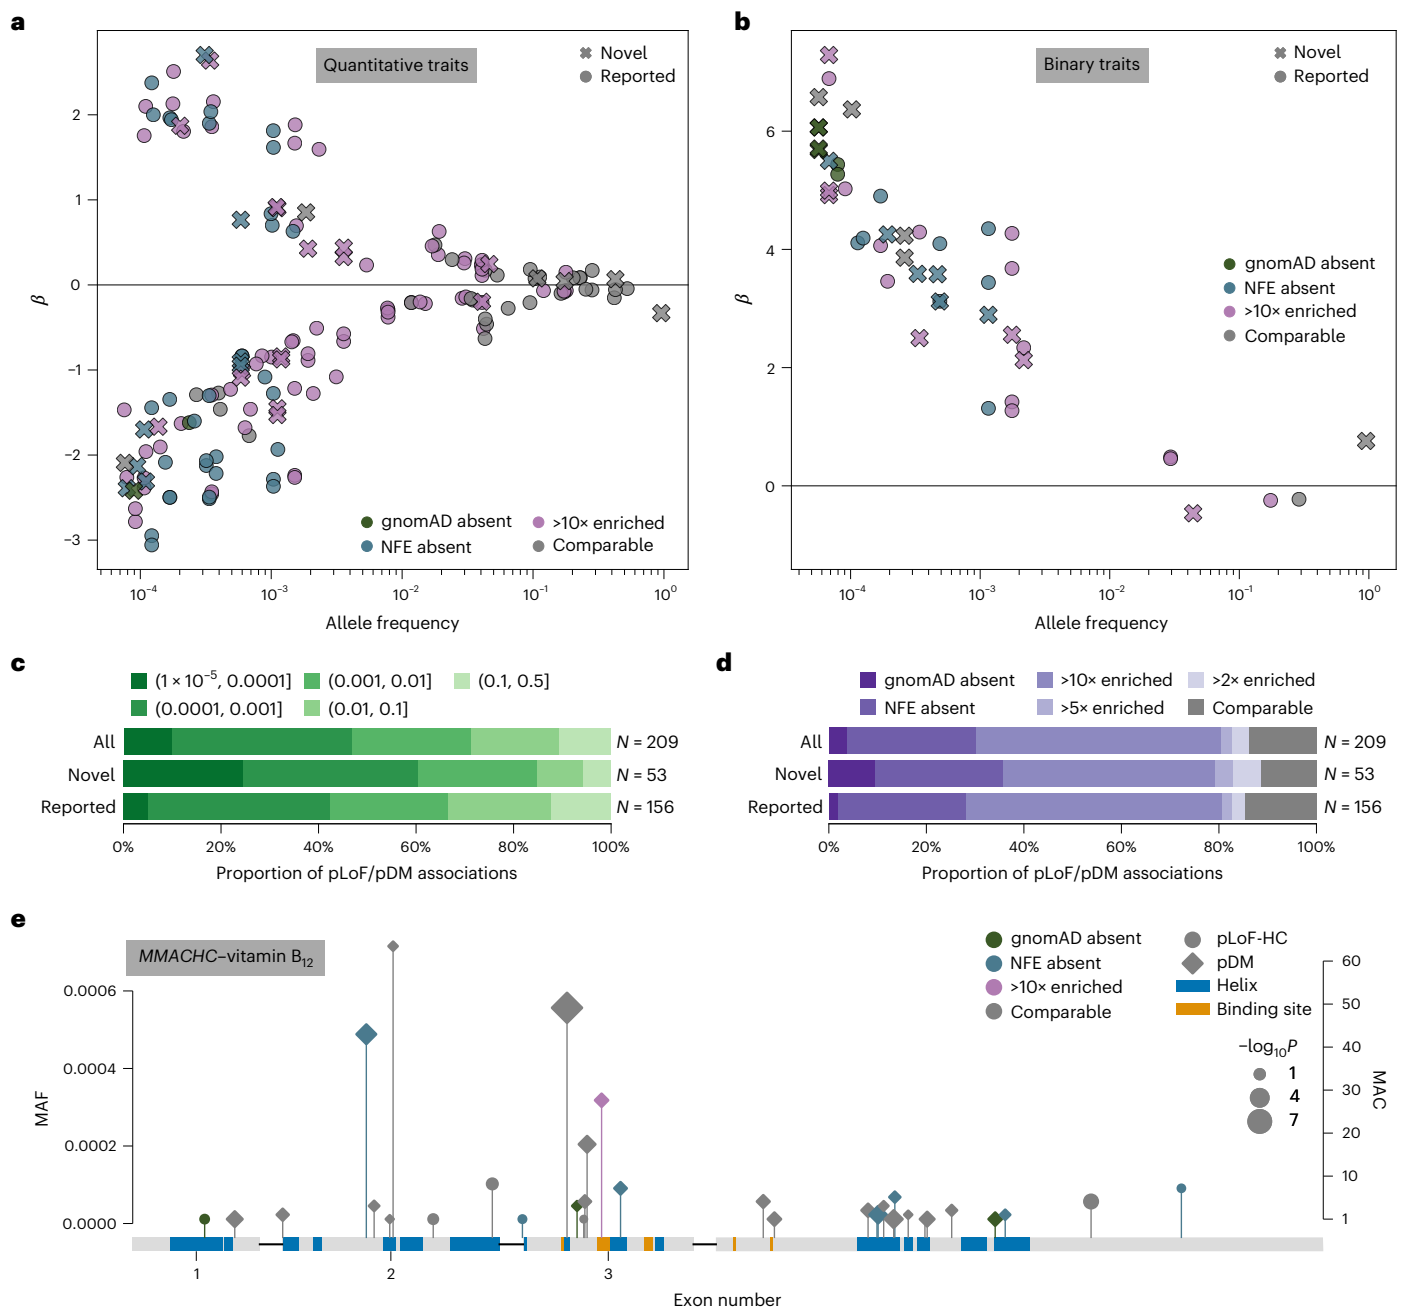 a
Quantitative traits
Novel
Reported
2
1
0
−1
−2
−3
β
gnomAD absent
NFE absent
>10× enriched
Comparable
10⁻⁴
10⁻³
10⁻²
10⁻¹
10⁰
Allele frequency
b
Binary traits
Novel
Reported
6
4
2
0
β
gnomAD absent
NFE absent
>10× enriched
Comparable
10⁻⁴
10⁻³
10⁻²
10⁻¹
10⁰
Allele frequency
c
(1 × 10⁻⁵, 0.0001]
(0.001, 0.01]
(0.1, 0.5]
(0.0001, 0.001]
(0.01, 0.1]
All
N = 209
Novel
N = 53
Reported
N = 156
0%
20%
40%
60%
80%
100%
Proportion of pLoF/pDM associations
d
gnomAD absent
>10× enriched
>2× enriched
NFE absent
>5× enriched
Comparable
All
N = 209
Novel
N = 53
Reported
N = 156
0%
20%
40%
60%
80%
100%
Proportion of pLoF/pDM associations
e
MMACHC–vitamin B₁₂
gnomAD absent
NFE absent
>10× enriched
Comparable
pLoF-HC
pDM
Helix
Binding site
−log₁₀P
1
4
7
0.0006
0.0004
0.0002
0.0000
MAF
60
50
40
30
20
10
1
MAC
1
2
3
Exon number